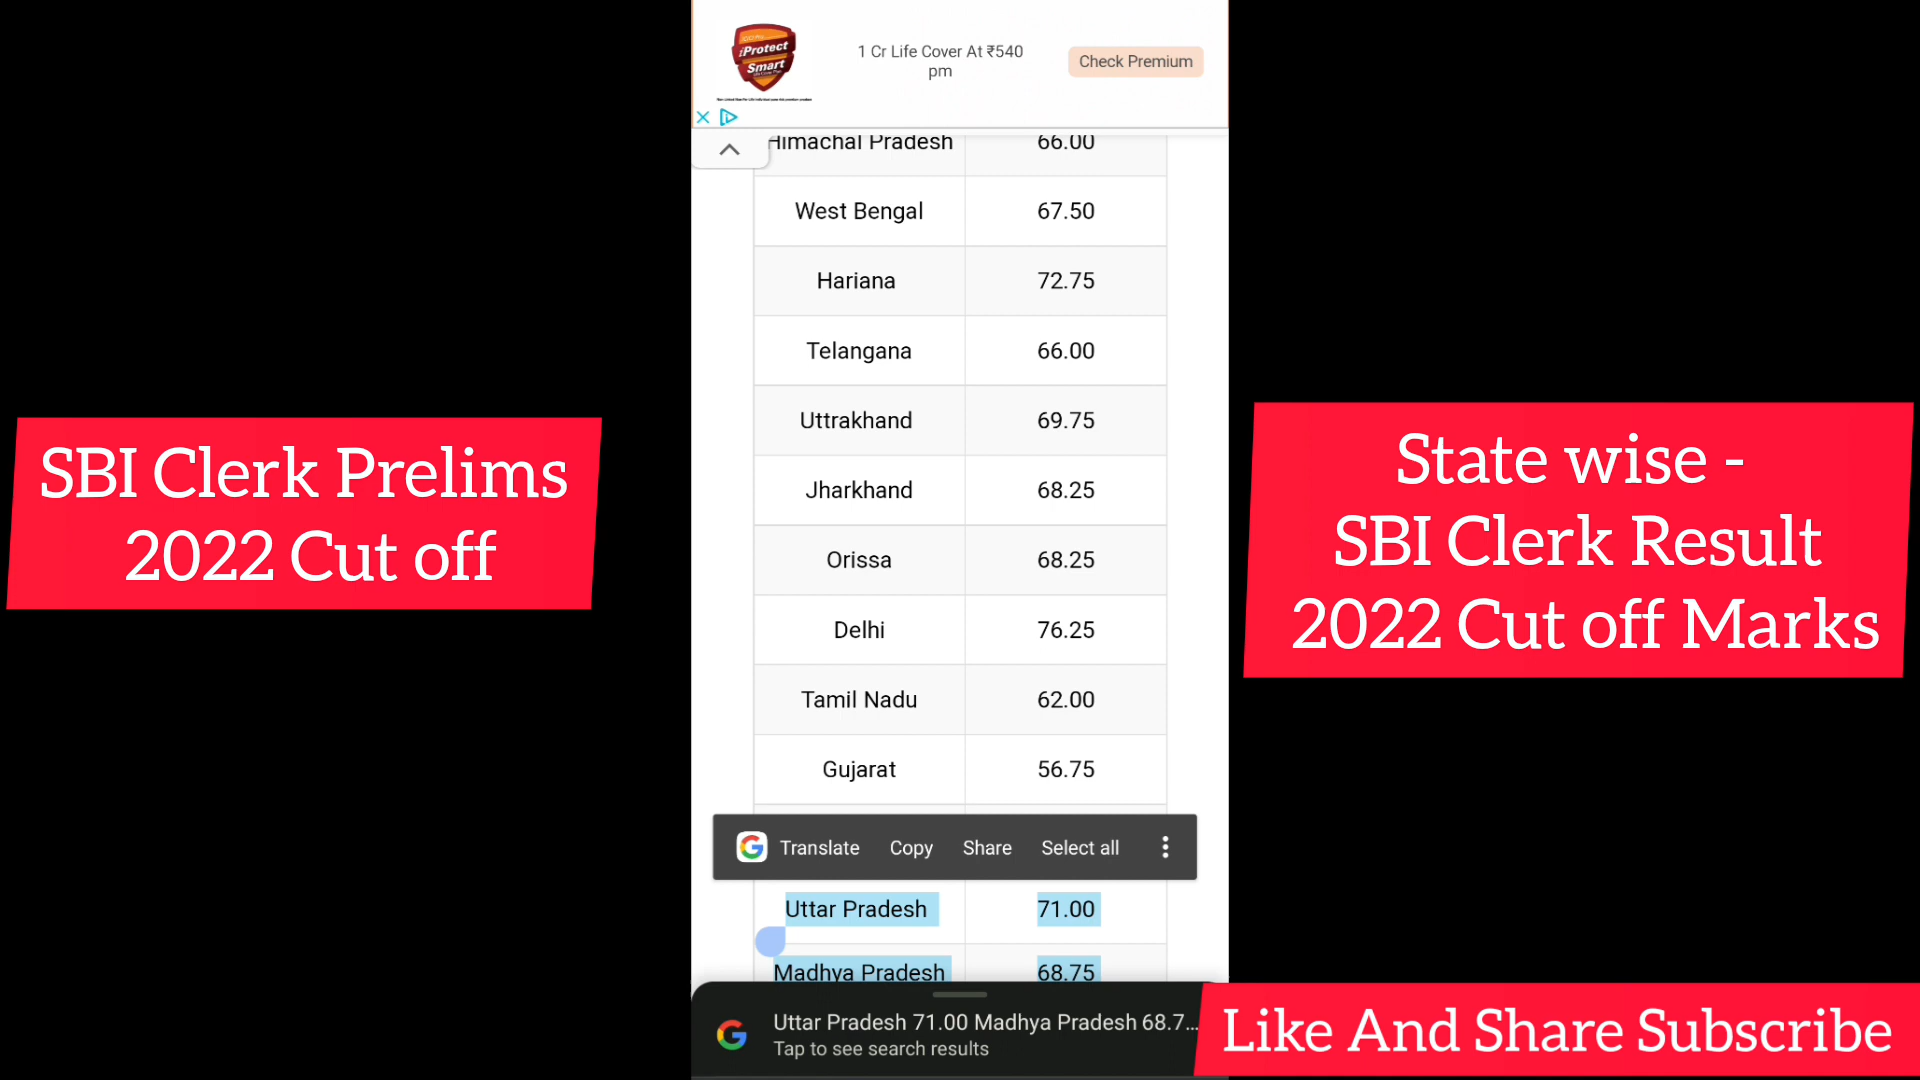 iProtect
Smart
1 Cr Life Cover At ₹540
pm
Check Premium
Himachal Pradesh 66.00
West Bengal 67.50
Hariana 72.75
Telangana 66.00
Uttrakhand 69.75
Jharkhand 68.25
Orissa 68.25
Delhi 76.25
Tamil Nadu 62.00
Gujarat 56.75
Translate Copy Share Select all
Uttar Pradesh 71.00
Madhya Pradesh 68.75
Uttar Pradesh 71.00 Madhya Pradesh 68.7...
Tap to see search results
SBI Clerk Prelims
2022 Cut off
State wise -
SBI Clerk Result
2022 Cut off Marks
Like And Share Subscribe